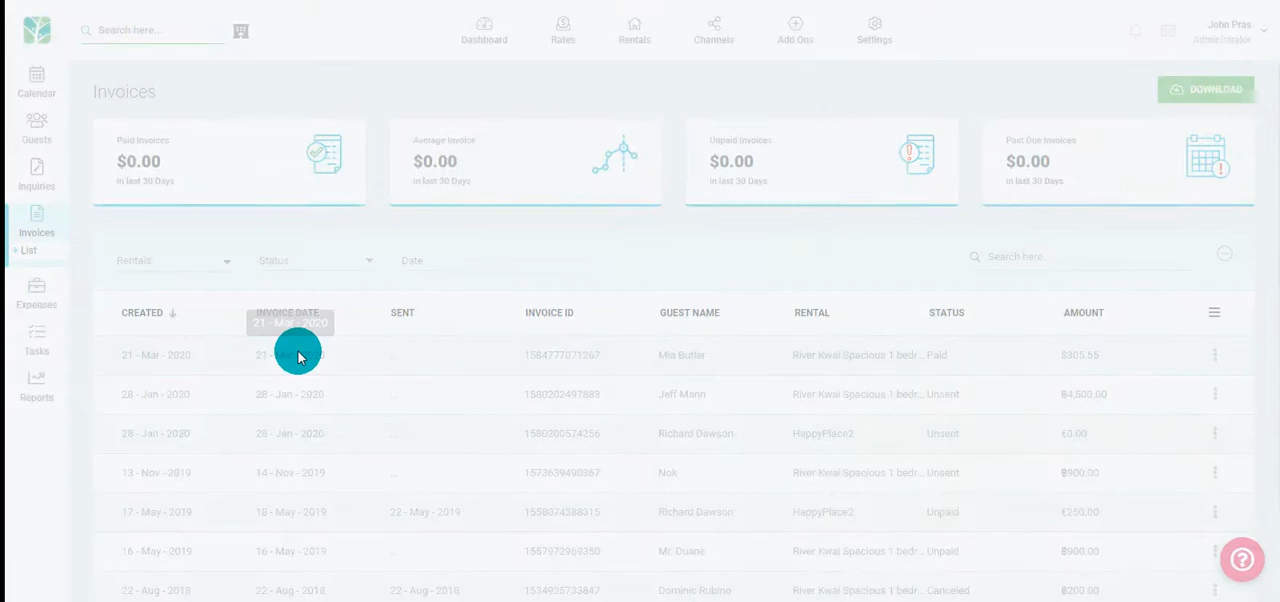 Search here...
Dashboard
Rates
Rentals
Channels
Add Ons
Settings
John Pras
Administrator
Calendar
Guests
Inquiries
Invoices
+ List
Expenses
Tasks
Reports
Invoices
DOWNLOAD
Paid Invoices
$0.00
in last 30 Days
Average Invoice
$0.00
in last 30 Days
Unpaid Invoices
$0.00
in last 30 Days
Past Due Invoices
$0.00
in last 30 Days
Rentals
Status
Date
Search here...
CREATED INVOICE DATE SENT INVOICE ID GUEST NAME RENTAL STATUS AMOUNT
21 - Mar - 2020
21 - Mar - 2020 ... 1584777071267 Mia Butler River Kwai Spacious 1 bedr... Paid ฿305.55
28 - Jan - 2020 28 - Jan - 2020 ... 1580202497883 Jeff Mann River Kwai Spacious 1 bedr... Unsent ฿4,500.00
28 - Jan - 2020 28 - Jan - 2020 ... 1580200574256 Richard Dawson HappyPlace2 Unsent €0.00
13 - Nov - 2019 14 - Nov - 2019 ... 1573639490367 Nok River Kwai Spacious 1 bedr... Unsent ฿900.00
17 - May - 2019 18 - May - 2019 22 - May - 2019 1558074388315 Richard Dawson HappyPlace2 Unpaid €250.00
16 - May - 2019 16 - May - 2019 ... 1557972969350 Mr. Duane River Kwai Spacious 1 bedr... Unpaid ฿900.00
22 - Aug - 2018 22 - Aug - 2018 22 - Aug - 2018 1534925733847 Dominic Rubino River Kwai Spacious 1 bedr... Canceled ฿200.00